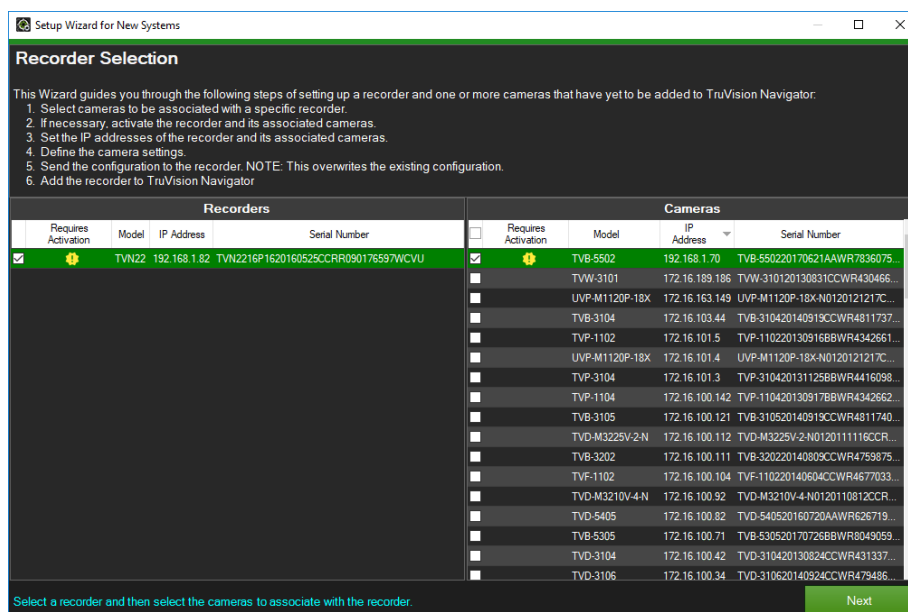 Setup Wizard for New Systems
Recorder Selection
This Wizard guides you through the following steps of setting up a recorder and one or more cameras that have yet to be added to TruVision Navigator:
1. Select cameras to be associated with a specific recorder.
2. If necessary, activate the recorder and its associated cameras.
3. Set the IP addresses of the recorder and its associated cameras.
4. Define the camera settings.
5. Send the configuration to the recorder. NOTE: This overwrites the existing configuration.
6. Add the recorder to TruVision Navigator
Recorders
Requires Activation Model IP Address Serial Number
TVN22 192.168.1.82 TVN2216P1620160525CCRR090176597WCVU
Cameras
Requires Activation Model IP Address Serial Number
TVB-5502 192.168.1.70 TVB-550220170621AAWR7836075...
TVW-3101 172.16.189.186 TVW-310120130831CCWR430466...
UVP-M1120P-18X 172.16.163.149 UVP-M1120P-18X-N0120121217C...
TVB-3104 172.16.103.44 TVB-310420140919CCWR4811737...
TVP-1102 172.16.101.5 TVP-110220130916BBWR4342661...
UVP-M1120P-18X 172.16.101.4 UVP-M1120P-18X-N0120121217C...
TVP-3104 172.16.101.3 TVP-310420131125BBWR4416098...
TVP-1104 172.16.100.142 TVP-110420130917BBWR4342662...
TVB-3105 172.16.100.121 TVB-310520140919CCWR4811740...
TVD-M3225V-2-N 172.16.100.112 TVD-M3225V-2-N0120111116CCR...
TVB-3202 172.16.100.111 TVB-320220140809CCWR4759875...
TVF-1102 172.16.100.104 TVF-110220140604CCWR4677033...
TVD-M3210V-4-N 172.16.100.92 TVD-M3210V-4-N0120110812CCR...
TVD-5405 172.16.100.82 TVD-540520160720AAWR626719...
TVB-5305 172.16.100.71 TVB-530520170726BBWR8049059...
TVD-3104 172.16.100.42 TVD-310420130824CCWR431337...
TVD-3106 172.16.100.34 TVD-310620140924CCWR479486...
Select a recorder and then select the cameras to associate with the recorder.
Next